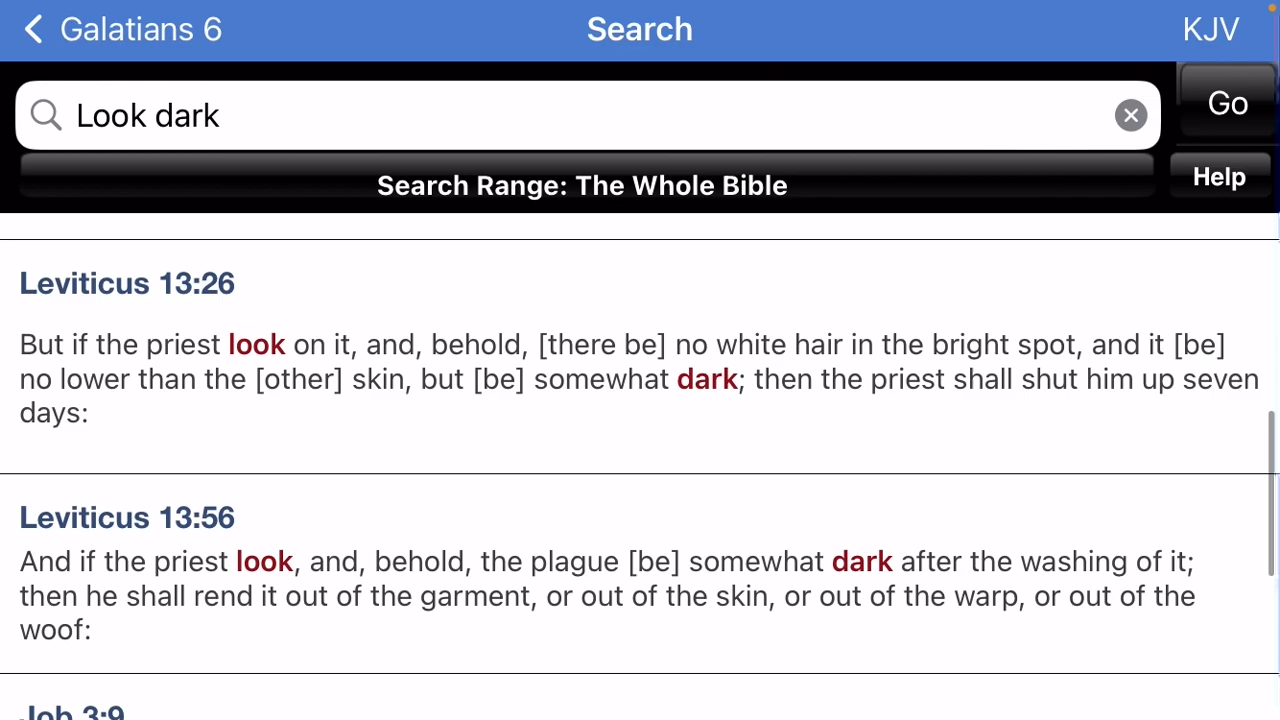 Galatians 6
Search
KJV
Look dark
Go
Search Range: The Whole Bible
Help
Leviticus 13:26
But if the priest look on it, and, behold, [there be] no white hair in the bright spot, and it [be]
no lower than the [other] skin, but [be] somewhat dark; then the priest shall shut him up seven
days:
Leviticus 13:56
And if the priest look, and, behold, the plague [be] somewhat dark after the washing of it;
then he shall rend it out of the garment, or out of the skin, or out of the warp, or out of the
woof:
Job 3:9